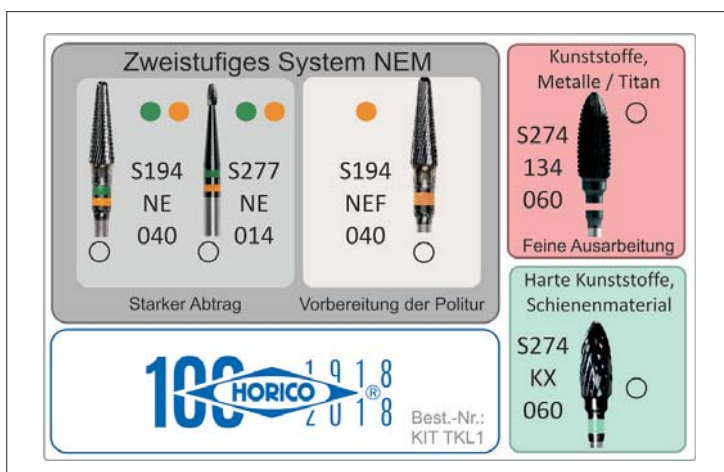 Zweistufiges System NEM
S194
NE
040
S277
NE
014
Starker Abtrag
S194
NEF
040
Vorbereitung der Politur
Kunststoffe,
Metalle / Titan
S274
134
060
Feine Ausarbeitung
Harte Kunststoffe,
Schienenmaterial
S274
KX
060
100
HORICO
®
1918
2018
Best.-Nr.:
KIT TKL1